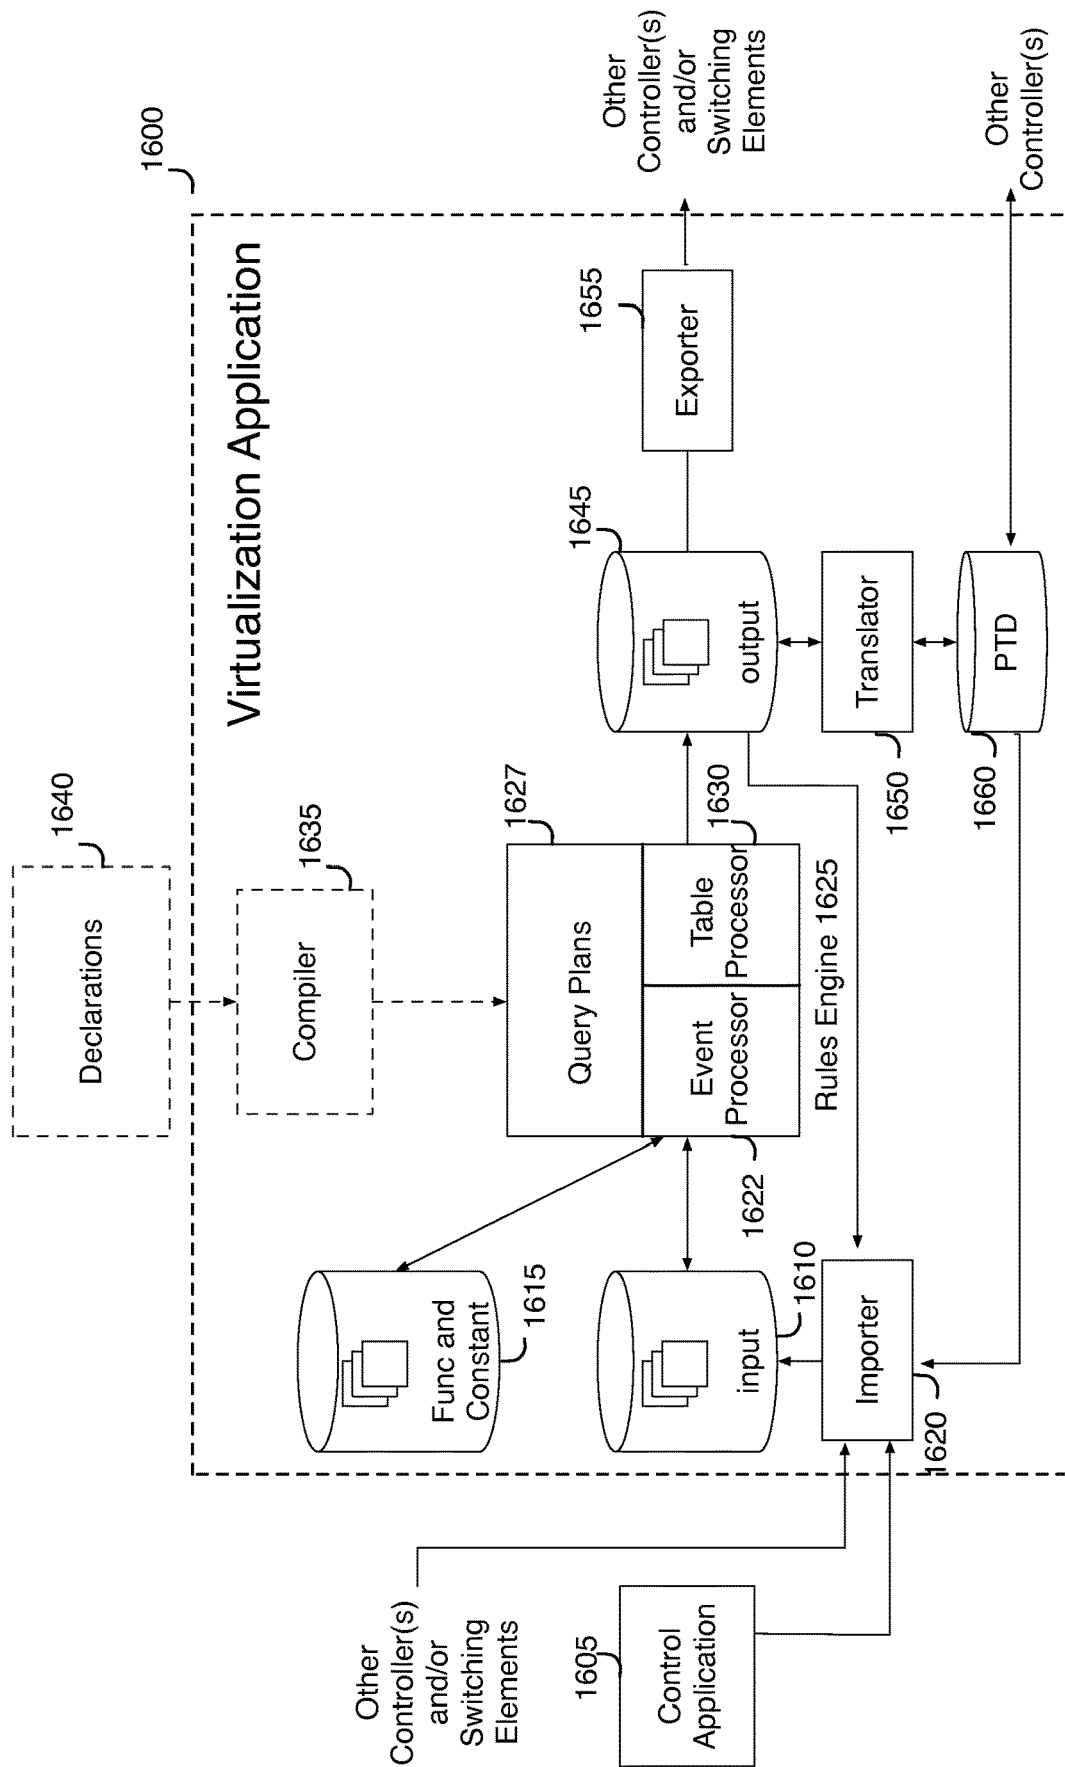 1640
Declarations
1600
Virtualization Application
1635
Compiler
1627
Query Plans
Func and
Constant
1615
Event
Processor
Table
Processor
1622
1630
Rules Engine 1625
input
1610
output
1645
Exporter
1655
Other
Controller(s)
and/or
Switching
Elements
Other
Controller(s)
and/or
Switching
Elements
1605
Control
Application
Importer
1620
Translator
1650
PTD
1660
Other
Controller(s)